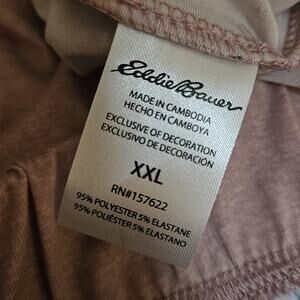 Eddie Bauer
MADE IN CAMBODIA
HECHO EN CAMBOYA
EXCLUSIVE OF DECORATION
EXCLUSIVO DE DECORACIÓN
XXL
RN#157622
95% POLYESTER 5% ELASTANE
95% POLIÉSTER 5% ELASTANO